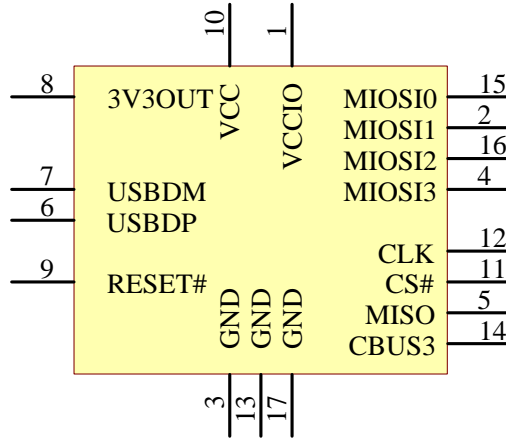 10 1
8 3V3OUT VCC VCCIO MIOSI0 15
MIOSI1 2
MIOSI2 16
7 USBDM MIOSI3 4
6 USBDP
CLK 12
9 RESET# GND GND GND CS# 11
MISO 5
CBUS3 14
3 13 17